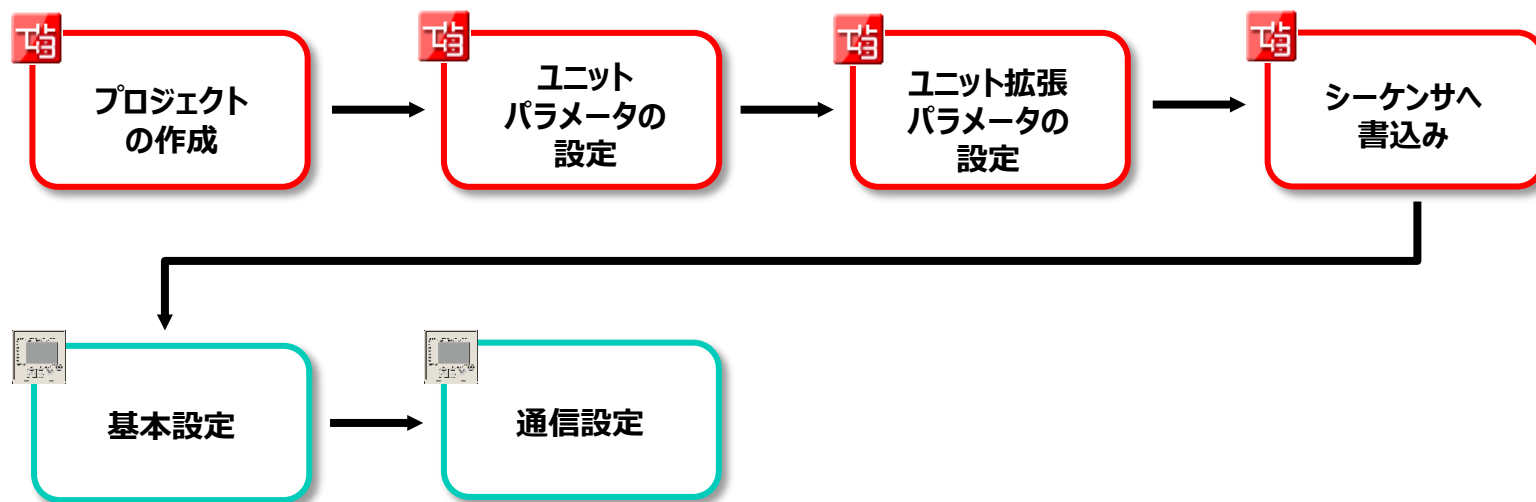 プロジェクト
の作成
ユニット
パラメータの
設定
ユニット拡張
パラメータの
設定
シーケンサへ
書込み
基本設定
通信設定